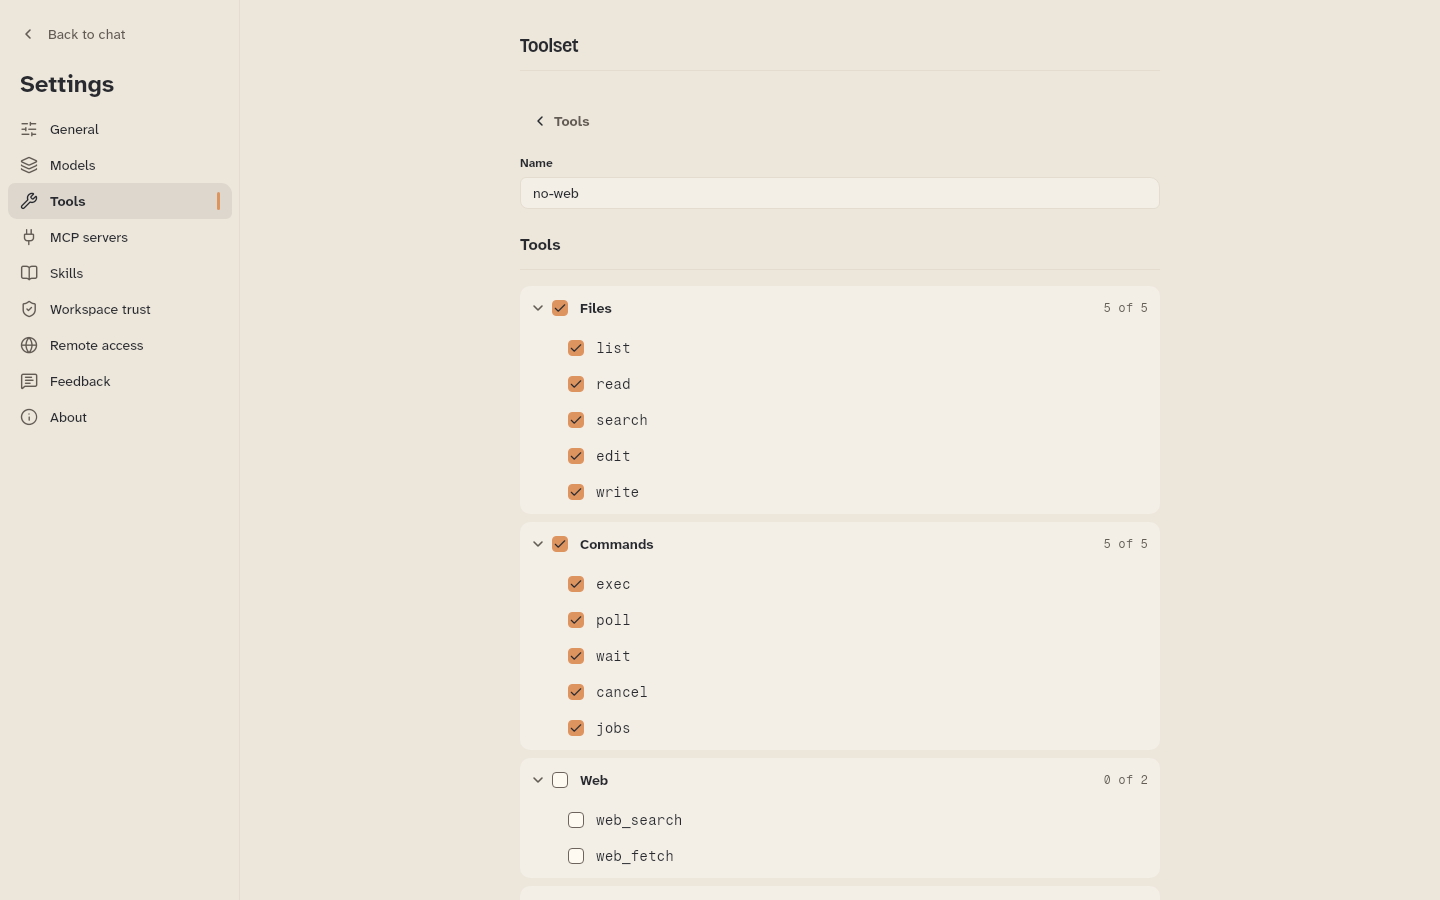 Back to chat
Settings
General
Models
Tools
MCP servers
Skills
Workspace trust
Remote access
Feedback
About
Toolset
Tools
Name
no-web
Tools
Files 5 of 5
list
read
search
edit
write
Commands 5 of 5
exec
poll
wait
cancel
jobs
Web 0 of 2
web_search
web_fetch